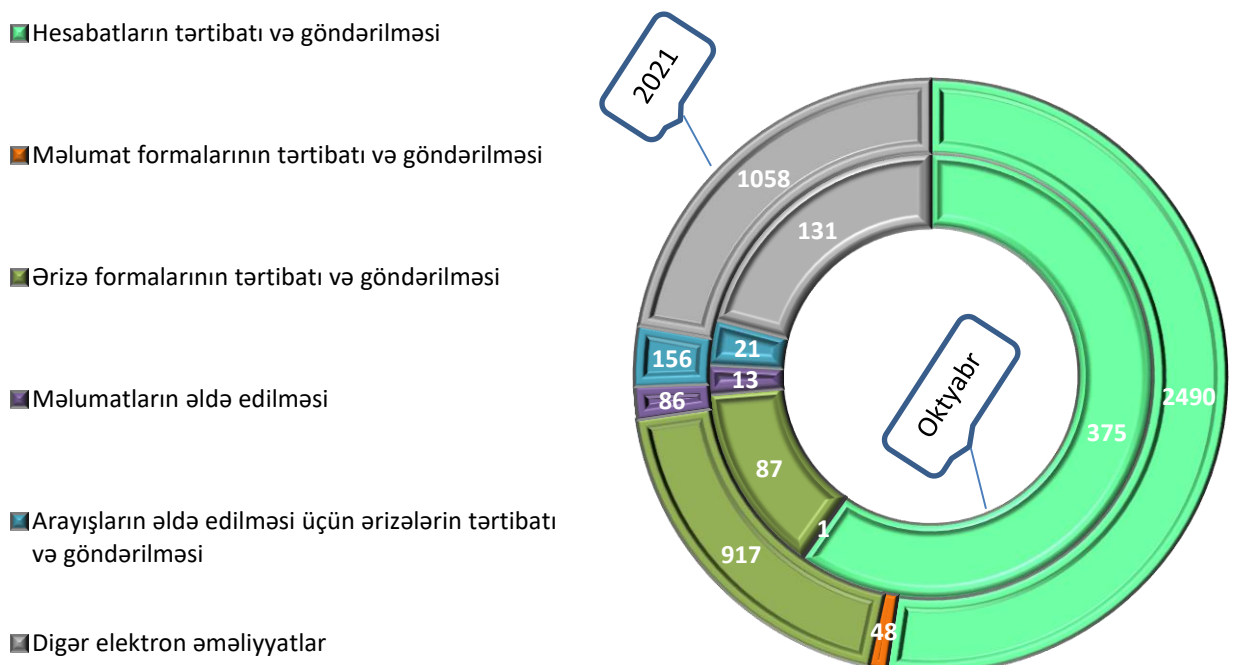 Hesabatların tərtibatı və göndərilməsi
Məlumat formalarının tərtibatı və göndərilməsi
Ərizə formalarının tərtibatı və göndərilməsi
Məlumatların əldə edilməsi
Arayışların əldə edilməsi üçün ərizələrin tərtibatı
və göndərilməsi
Digər elektron əməliyyatlar
2021
1058
131
156
21
86
13
917
87
1
48
2490
375
Oktyabr